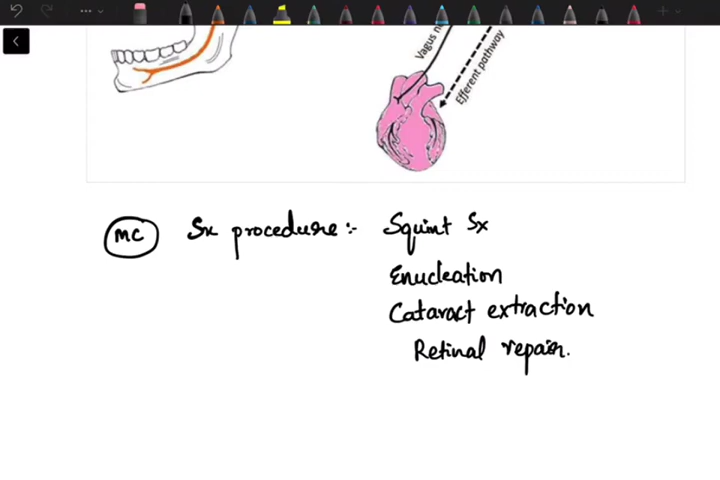 Vagus n
Efferent pathway
MC Sx procedure:- Squint Sx
Enucleation
Cataract extraction
Retinal repair.